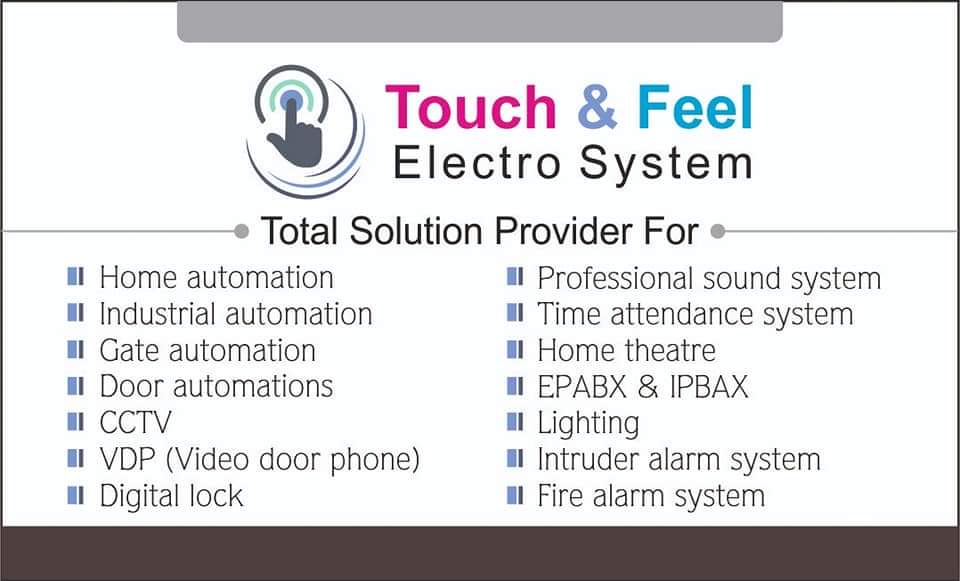 Touch & Feel
Electro System
Total Solution Provider For
Home automation
Industrial automation
Gate automation
Door automations
CCTV
VDP (Video door phone)
Digital lock
Professional sound system
Time attendance system
Home theatre
EPABX & IPBAX
Lighting
Intruder alarm system
Fire alarm system